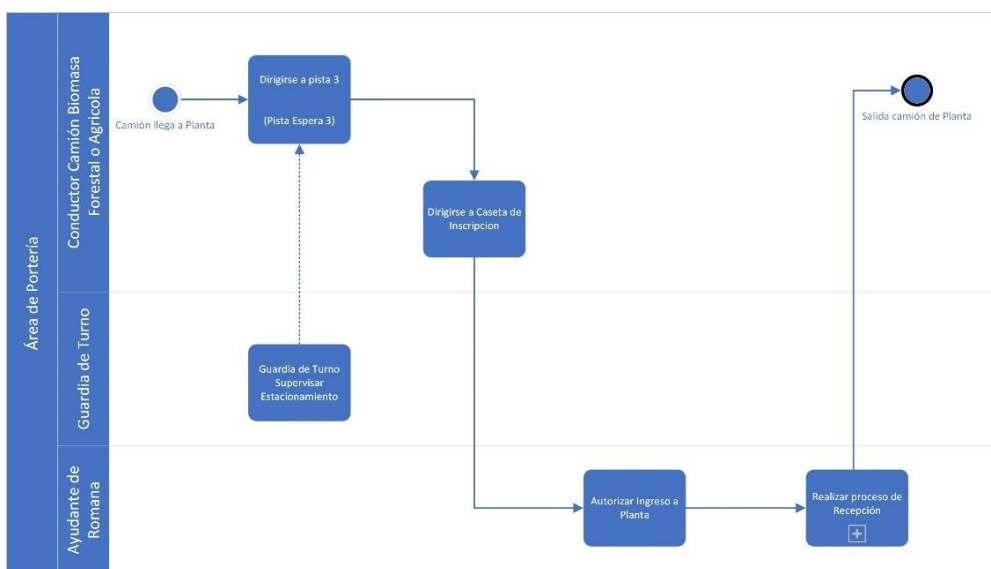 Área de Portería
Conductor Camión Biomasa
Forestal o Agricola
Camión llega a Planta
Dirigirse a pista 3
(Pista Espera 3)
Dirigirse a Caseta de
Inscripcion
Salida camión de Planta
Guardia de Turno
Guardia de Turno
Supervisar
Estacionamiento
Ayudante de
Romana
Autorizar Ingreso a
Planta
Realizar proceso de
Recepción